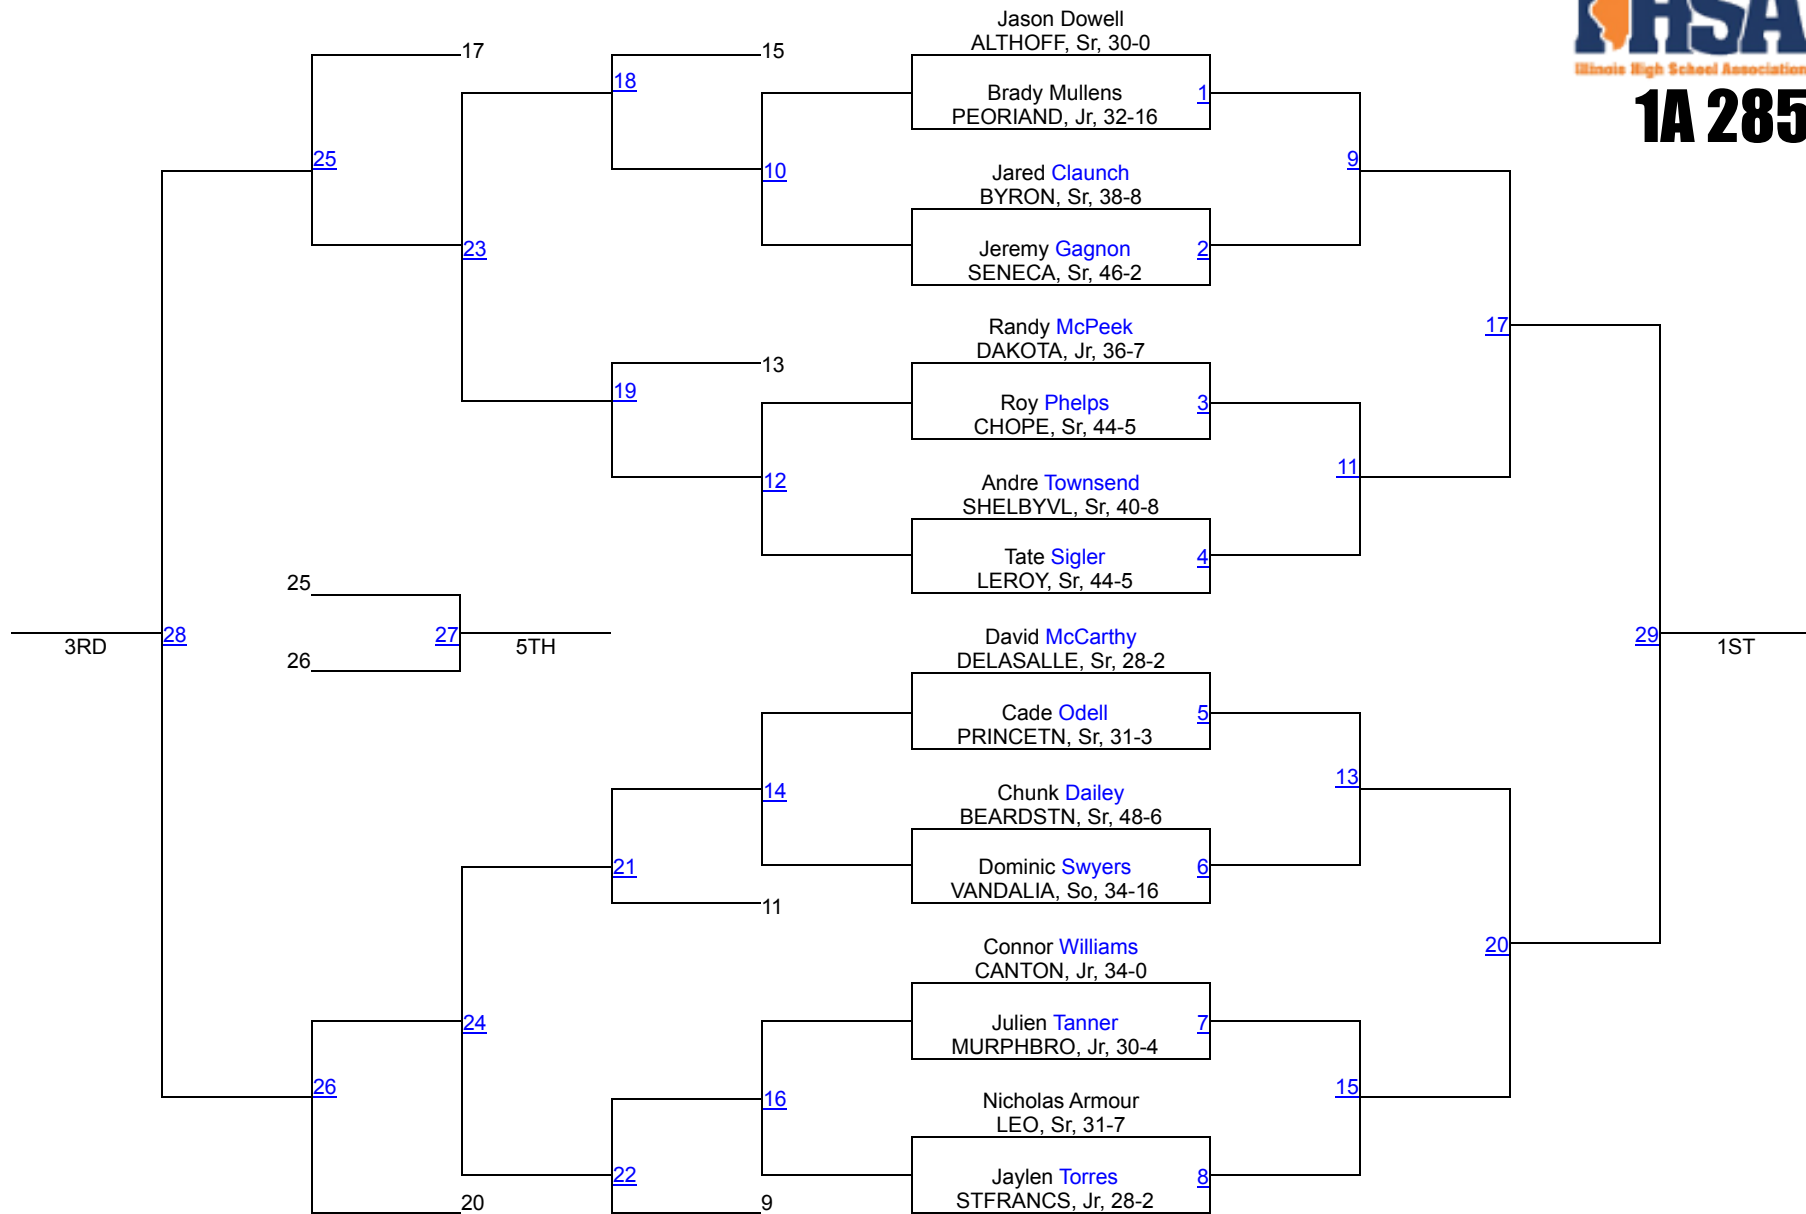 IHSA
Illinois High School Association
1A 285
Jason Dowell
ALTHOFF, Sr, 30-0
Brady Mullens
PEORIAND, Jr, 32-16
1
Jared Claunch
BYRON, Sr, 38-8
Jeremy Gagnon
SENECA, Sr, 46-2
2
Randy McPeek
DAKOTA, Jr, 36-7
Roy Phelps
CHOPE, Sr, 44-5
3
Andre Townsend
SHELBYVL, Sr, 40-8
Tate Sigler
LEROY, Sr, 44-5
4
David McCarthy
DELASALLE, Sr, 28-2
Cade Odell
PRINCETN, Sr, 31-3
5
Chunk Dailey
BEARDSTN, Sr, 48-6
Dominic Swyers
VANDALIA, So, 34-16
6
Connor Williams
CANTON, Jr, 34-0
Julien Tanner
MURPHBRO, Jr, 30-4
7
Nicholas Armour
LEO, Sr, 31-7
Jaylen Torres
STFRANCS, Jr, 28-2
8
9
11
13
15
17
20
29
1ST
15
10
18
13
12
19
14
11
21
16
9
22
23
24
17
25
20
26
25
26
27
5TH
28
3RD